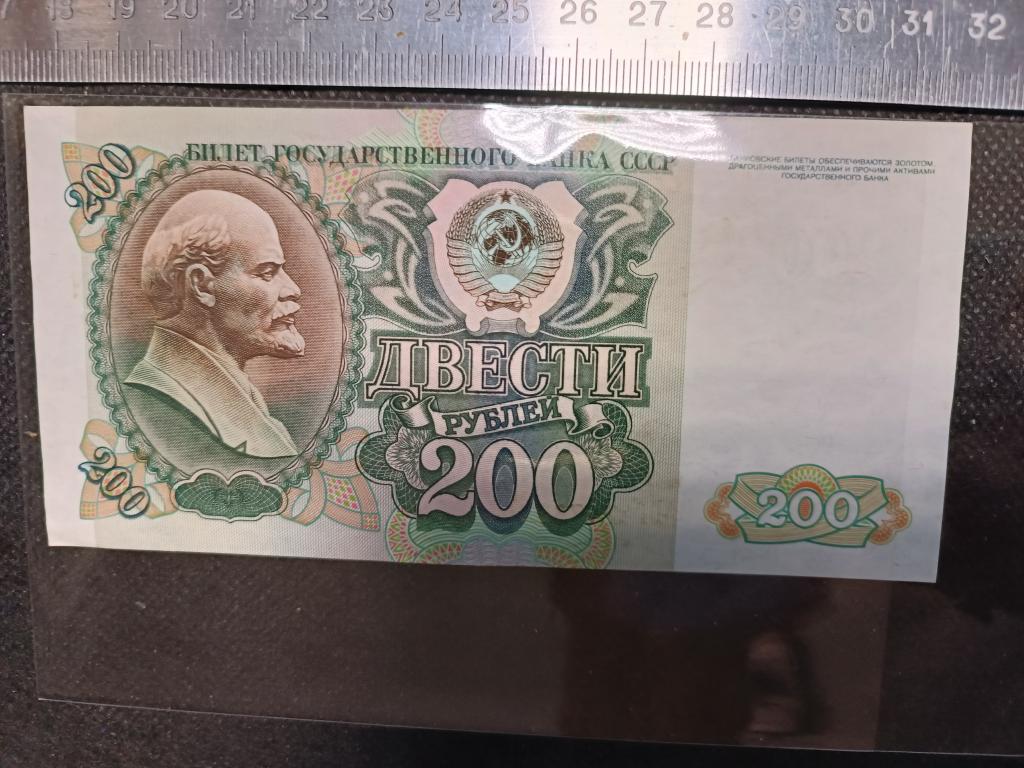 18 19 20 21 22 23 24 25 26 27 28 29 30 31 32
200
БИЛЕТ ГОСУДАРСТВЕННОГО БАНКА СССР
БАНКОВСКИЕ БИЛЕТЫ ОБЕСПЕЧИВАЮТСЯ ЗОЛОТОМ,
ДРАГОЦЕННЫМИ МЕТАЛЛАМИ И ПРОЧИМИ АКТИВАМИ
ГОСУДАРСТВЕННОГО БАНКА
ДВЕСТИ
РУБЛЕЙ
200
200
200